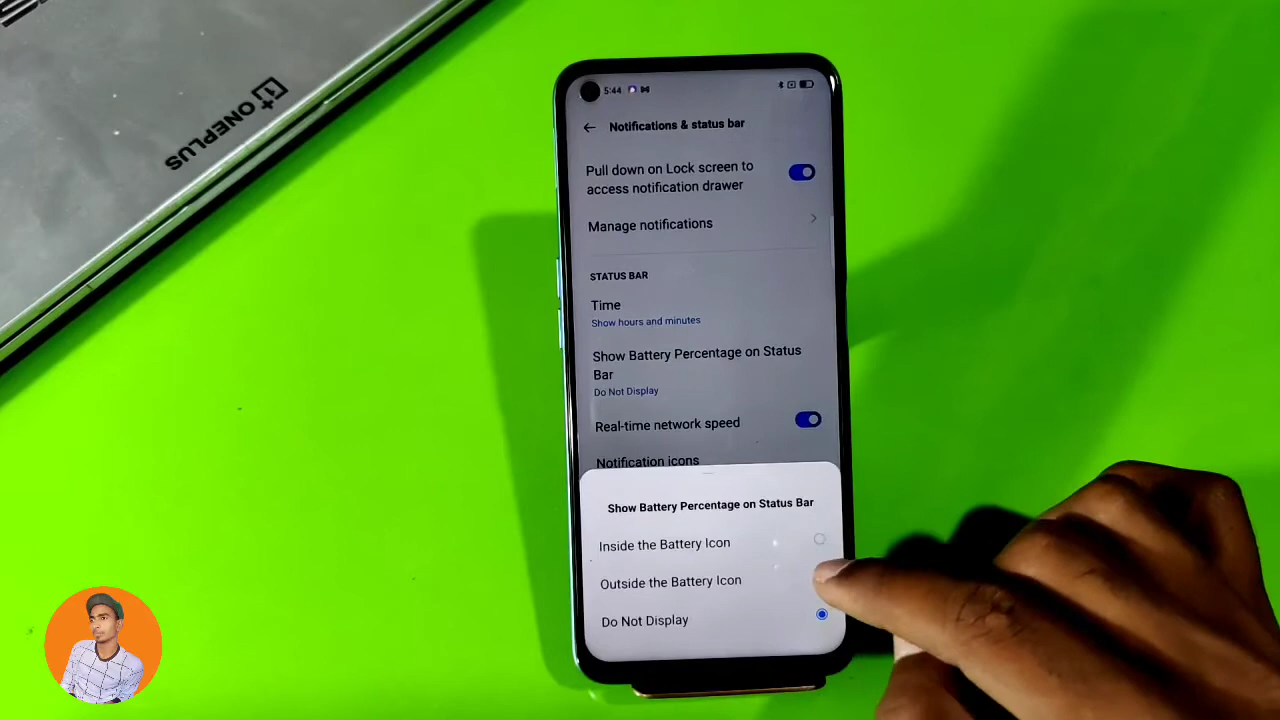 ONEPLUS
5:44
Notifications & status bar
Pull down on Lock screen to
access notification drawer
Manage notifications
STATUS BAR
Time
Show hours and minutes
Show Battery Percentage on Status
Bar
Do Not Display
Real-time network speed
Notification icons
Show Battery Percentage on Status Bar
Inside the Battery Icon
Outside the Battery Icon
Do Not Display